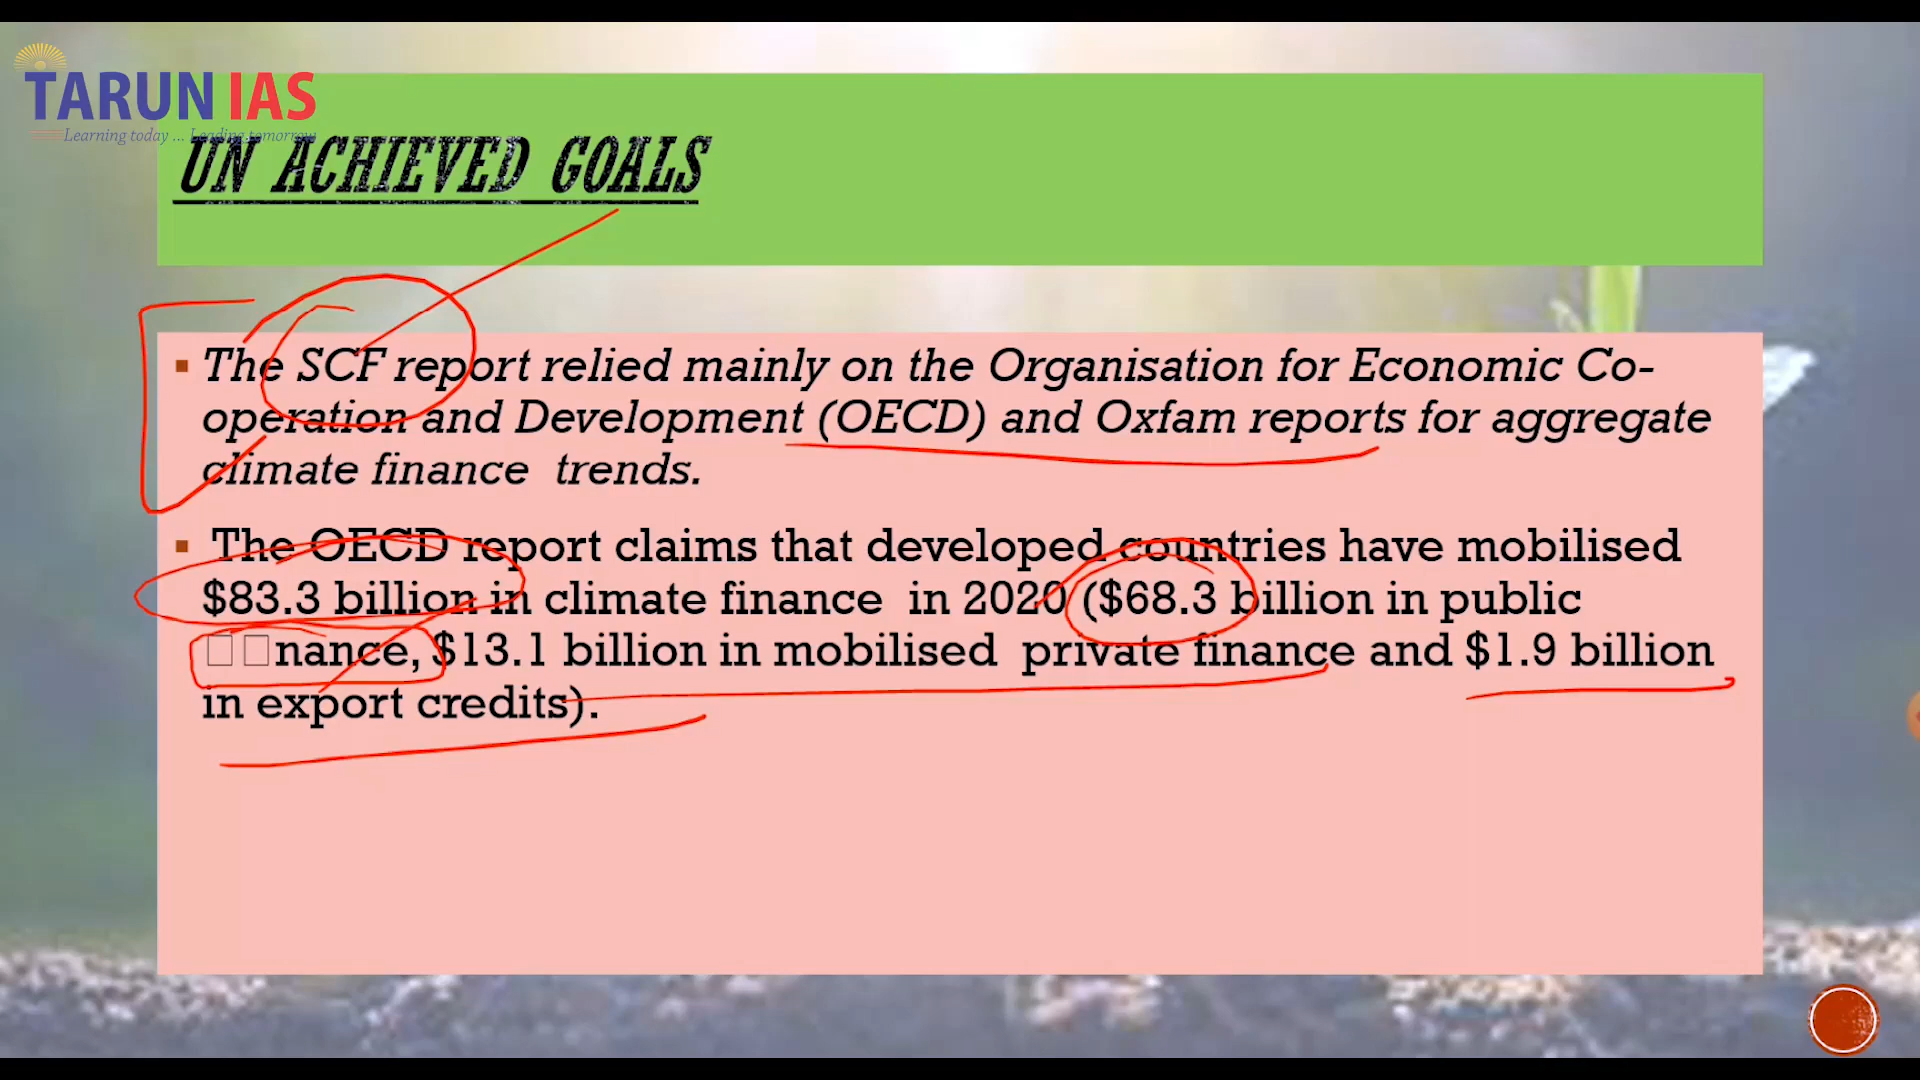 TARUN IAS
Learning today ... Leading tomorrow
UN ACHIEVED GOALS
The SCF report relied mainly on the Organisation for Economic Co-
operation and Development (OECD) and Oxfam reports for aggregate
climate finance trends.
The OECD report claims that developed countries have mobilised
$83.3 billion in climate finance in 2020 ($68.3 billion in public
□□nance, $13.1 billion in mobilised private finance and $1.9 billion
in export credits).